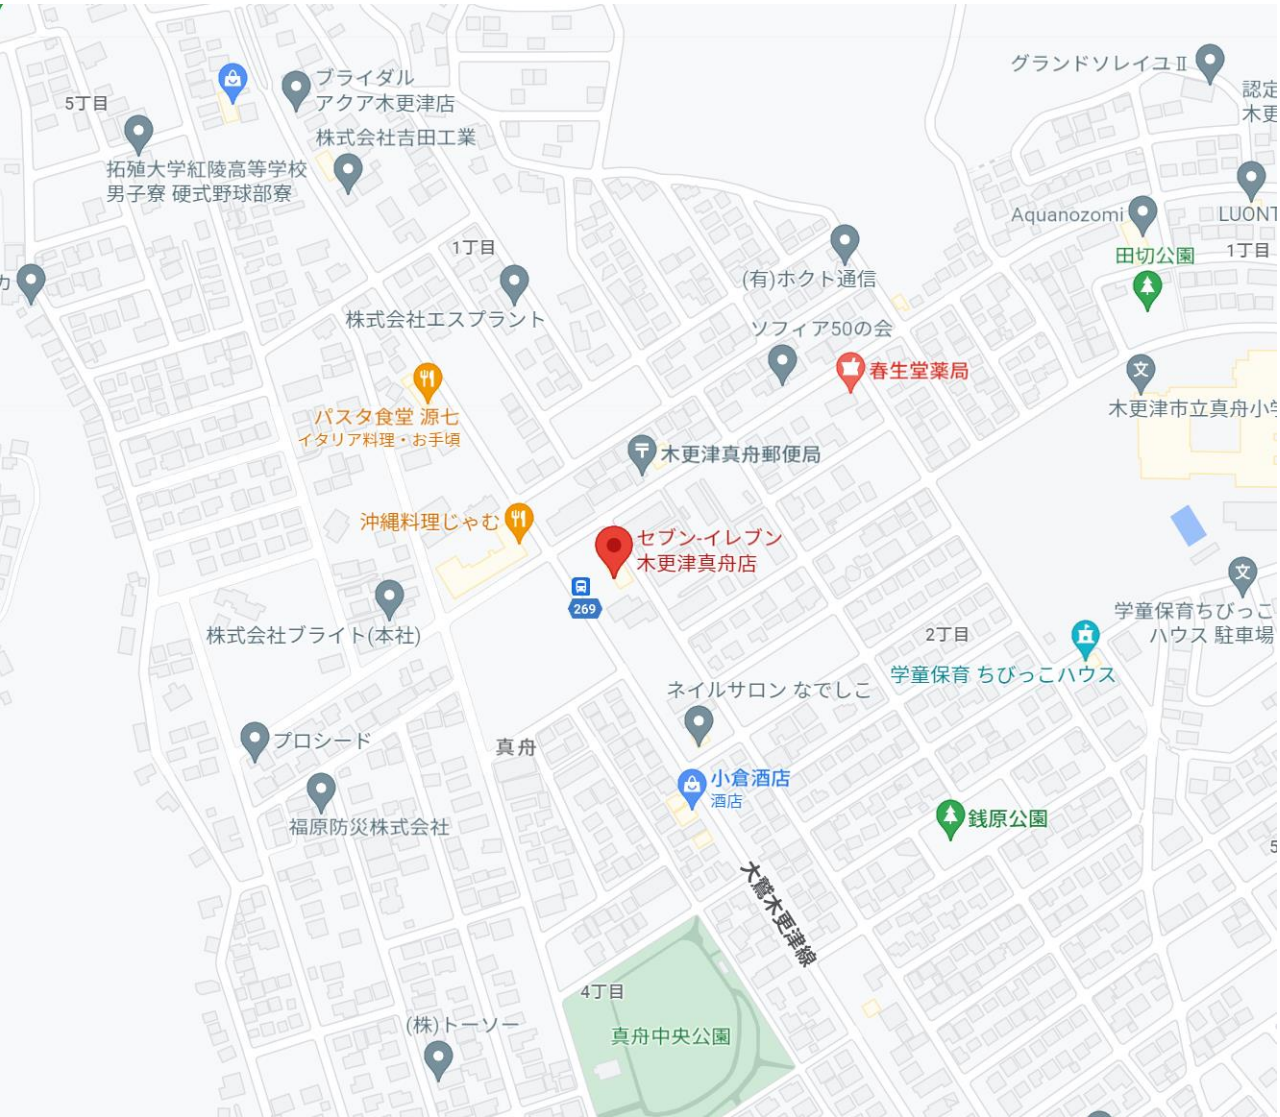 グランドソレイユⅡ
ブライダル
アクア木更津店
5丁目
認定
木更
株式会社吉田工業
拓殖大学紅陵高等学校
男子寮 硬式野球部寮
Aquanozomi
LUONT
1丁目
田切公園
1丁目
カ
(有)ホクト通信
株式会社エスプラント
ソフィア50の会
春生堂薬局
パスタ食堂 源七
イタリア料理・お手頃
木更津市立真舟小学
木更津真舟郵便局
沖縄料理じゃむ
セブン-イレブン
木更津真舟店
269
学童保育ちびっこ
ハウス 駐車場
株式会社ブライト(本社)
2丁目
学童保育 ちびっこハウス
ネイルサロン なでしこ
プロシード
真舟
小倉酒店
酒店
福原防災株式会社
銭原公園
5
大鷲木更津線
4丁目
(株)トーソー
真舟中央公園
文
文